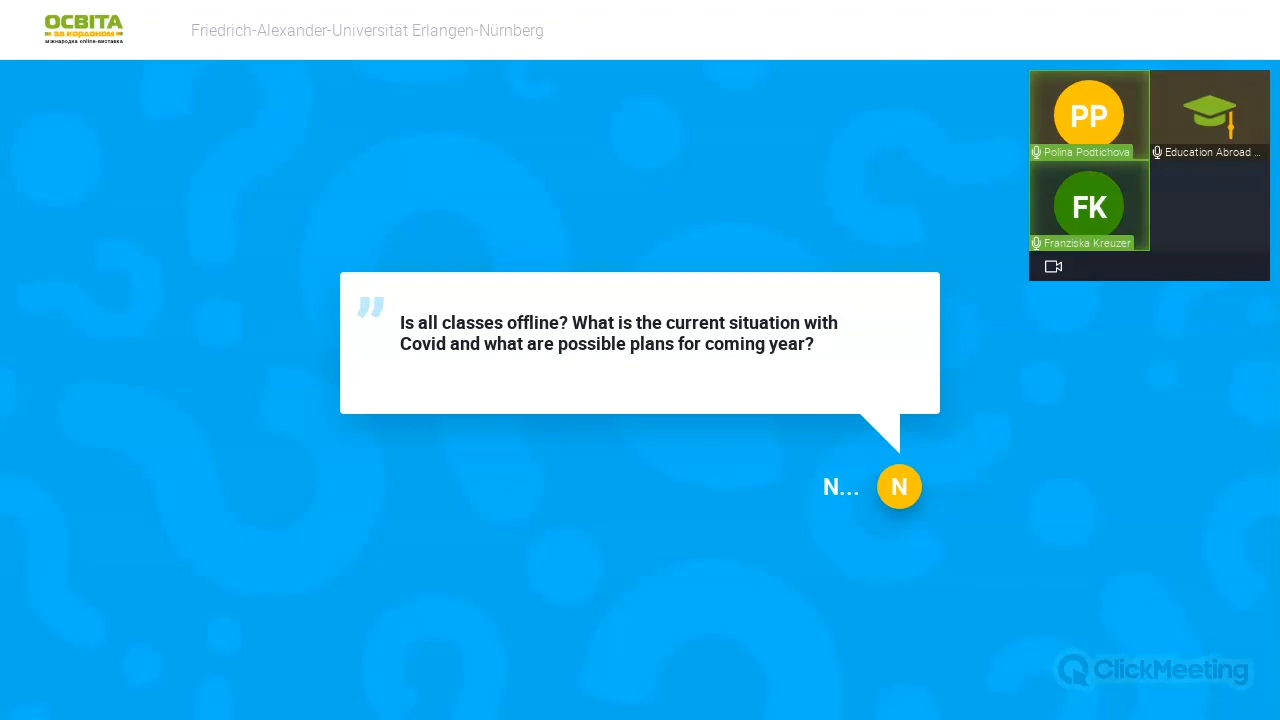 ОСВІТА
ЗА КОРДОНОМ
міжнародна online-виставка
Friedrich-Alexander-Universität Erlangen-Nürnberg
PP
Polina Podtichova
Education Abroad ...
FK
Franziska Kreuzer
Is all classes offline? What is the current situation with
Covid and what are possible plans for coming year?
N...
N
ClickMeeting